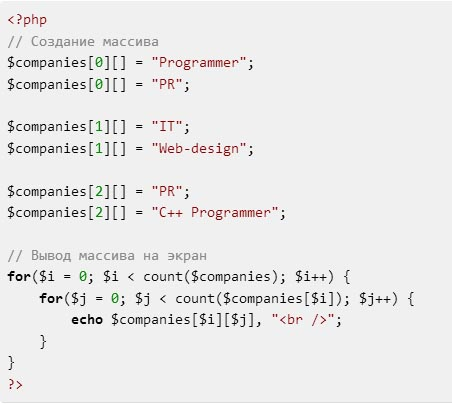 <?php
// Создание массива
$companies[0][] = "Programmer";
$companies[0][] = "PR";
$companies[1][] = "IT";
$companies[1][] = "Web-design";
$companies[2][] = "PR";
$companies[2][] = "C++ Programmer";
// Вывод массива на экран
for($i = 0; $i < count($companies); $i++) {
    for($j = 0; $j < count($companies[$i]); $j++) {
        echo $companies[$i][$j], "<br />";
    }
}
?>